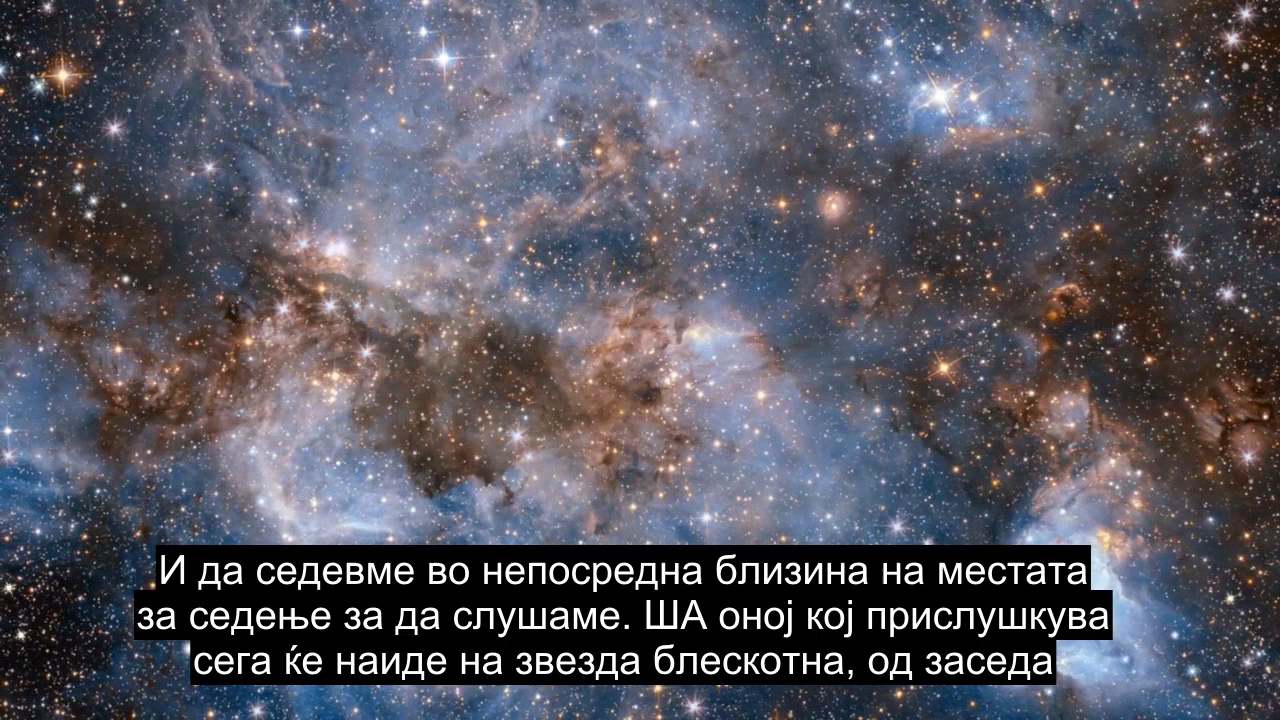 И да седевме во непосредна близина на местата
за седење за да слушаме. ША оној кој прислушкува
сега ќе наиде на звезда блескотна, од заседа